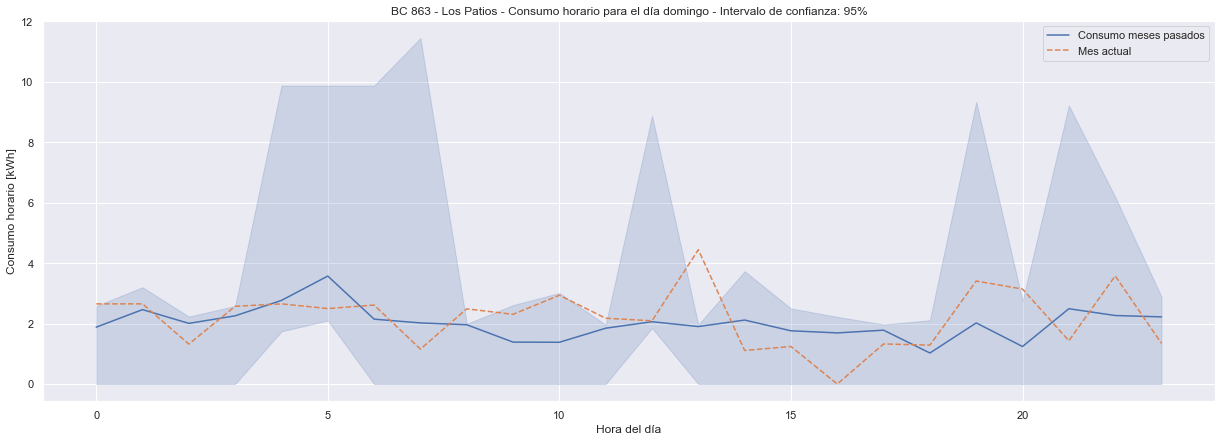 BC 863 - Los Patios - Consumo horario para el día domingo - Intervalo de confianza: 95%
Consumo meses pasados
Mes actual
Consumo horario [kWh]
12
10
8
6
4
2
0
0
5
10
15
20
Hora del día